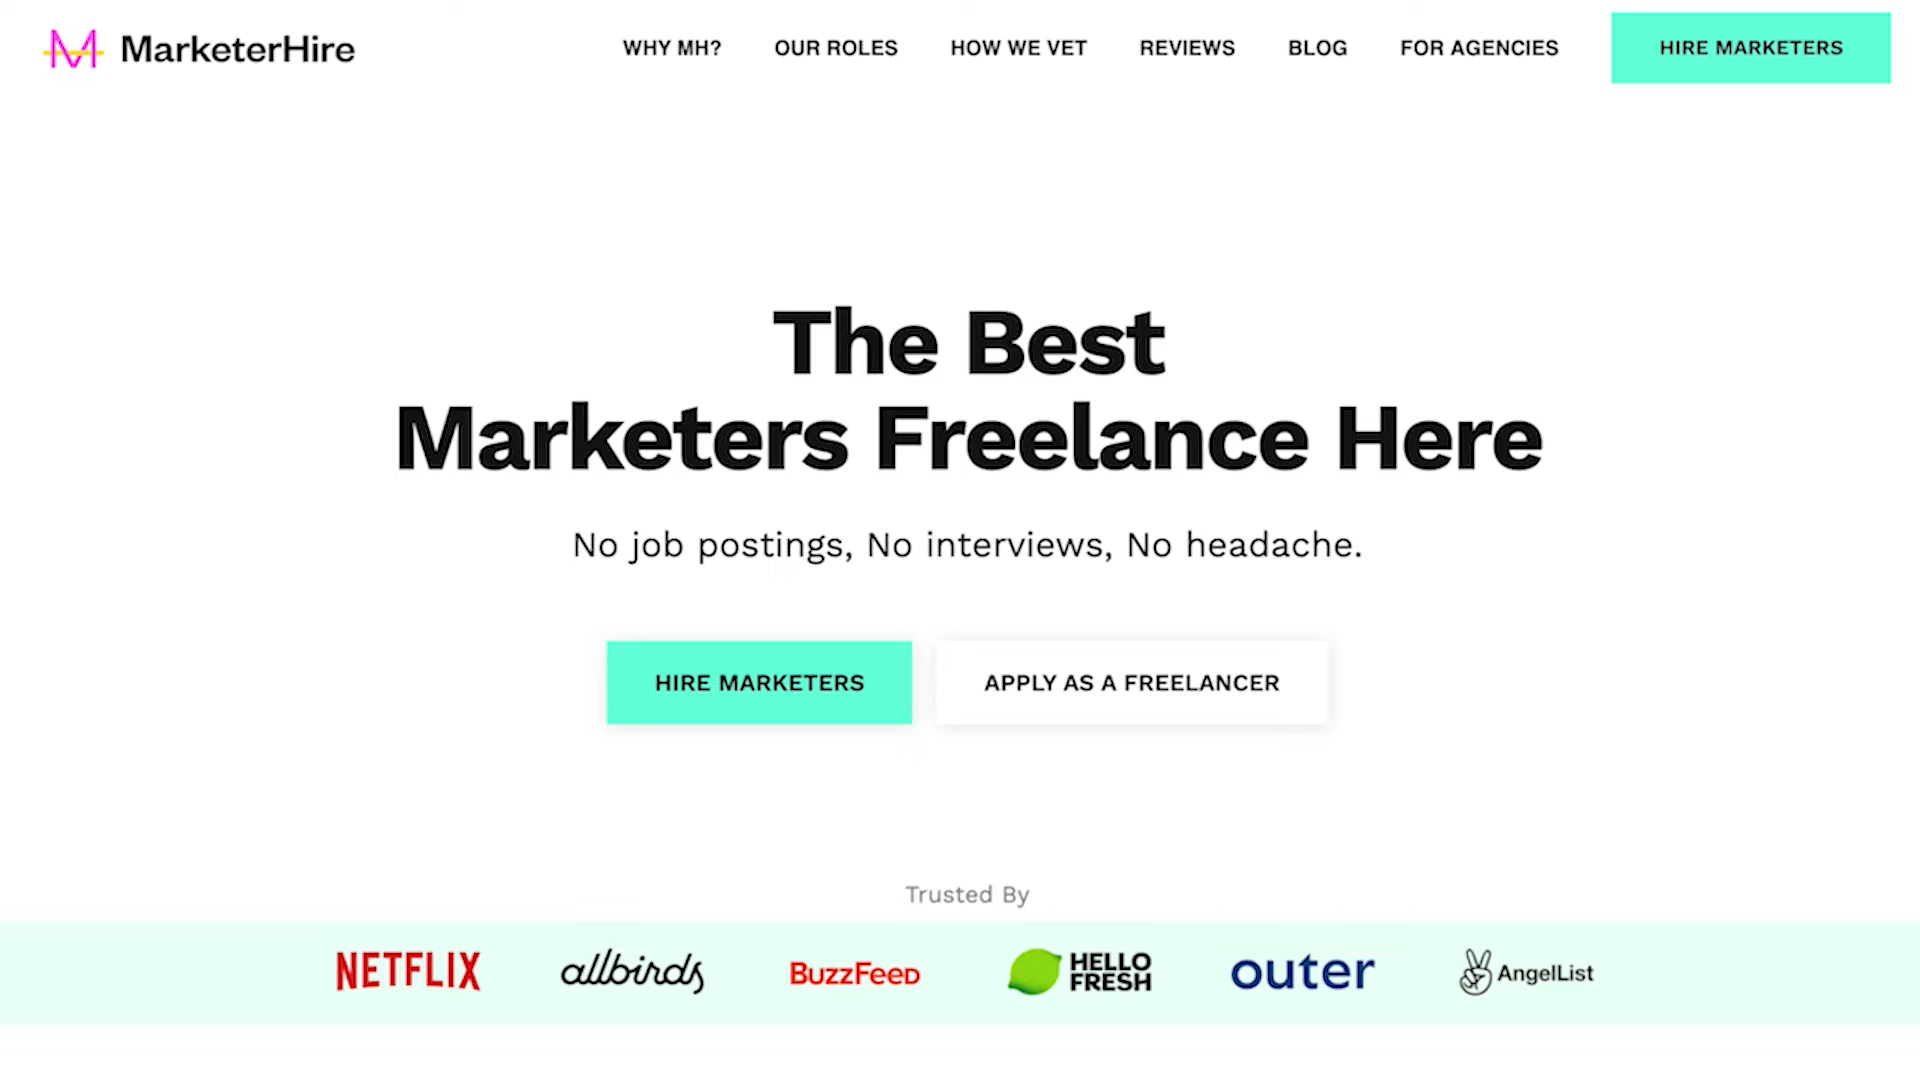 MarketerHire
WHY MH?
OUR ROLES
HOW WE VET
REVIEWS
BLOG
FOR AGENCIES
HIRE MARKETERS
The Best
Marketers Freelance Here
No job postings, No interviews, No headache.
HIRE MARKETERS
APPLY AS A FREELANCER
Trusted By
NETFLIX
allbirds
BuzzFeed
HELLO
FRESH
outer
AngelList